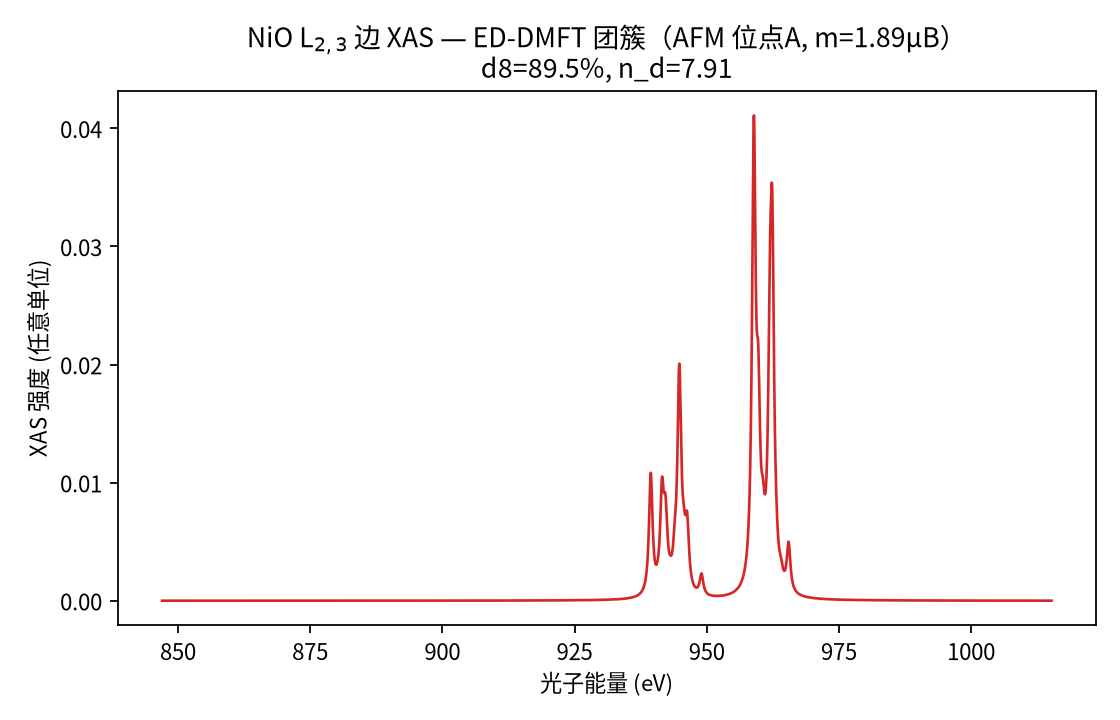 NiO L₂,₃ 边 XAS — ED-DMFT 团簇（AFM 位点A, m=1.89μB）
d8=89.5%, n_d=7.91
XAS 强度 (任意单位)
0.04
0.03
0.02
0.01
0.00
850 875 900 925 950 975 1000
光子能量 (eV)